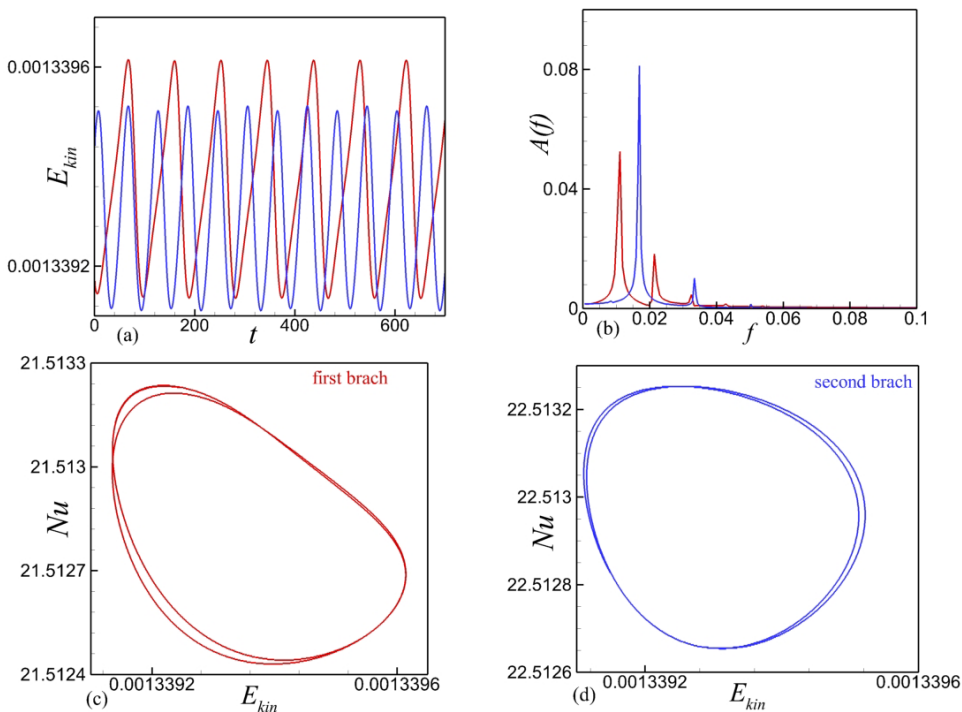 0.0013396
0.0013392
E_kin
0 200 400 600
(a) t
0.08
0.04
0
A(f)
0 0.02 0.04 0.06 0.08 0.1
(b) f
21.5133
21.513
21.5127
21.5124
Nu
first brach
0.0013392 0.0013396
(c) E_kin
22.5132
22.513
22.5128
22.5126
Nu
second brach
0.0013392 0.0013396
(d) E_kin